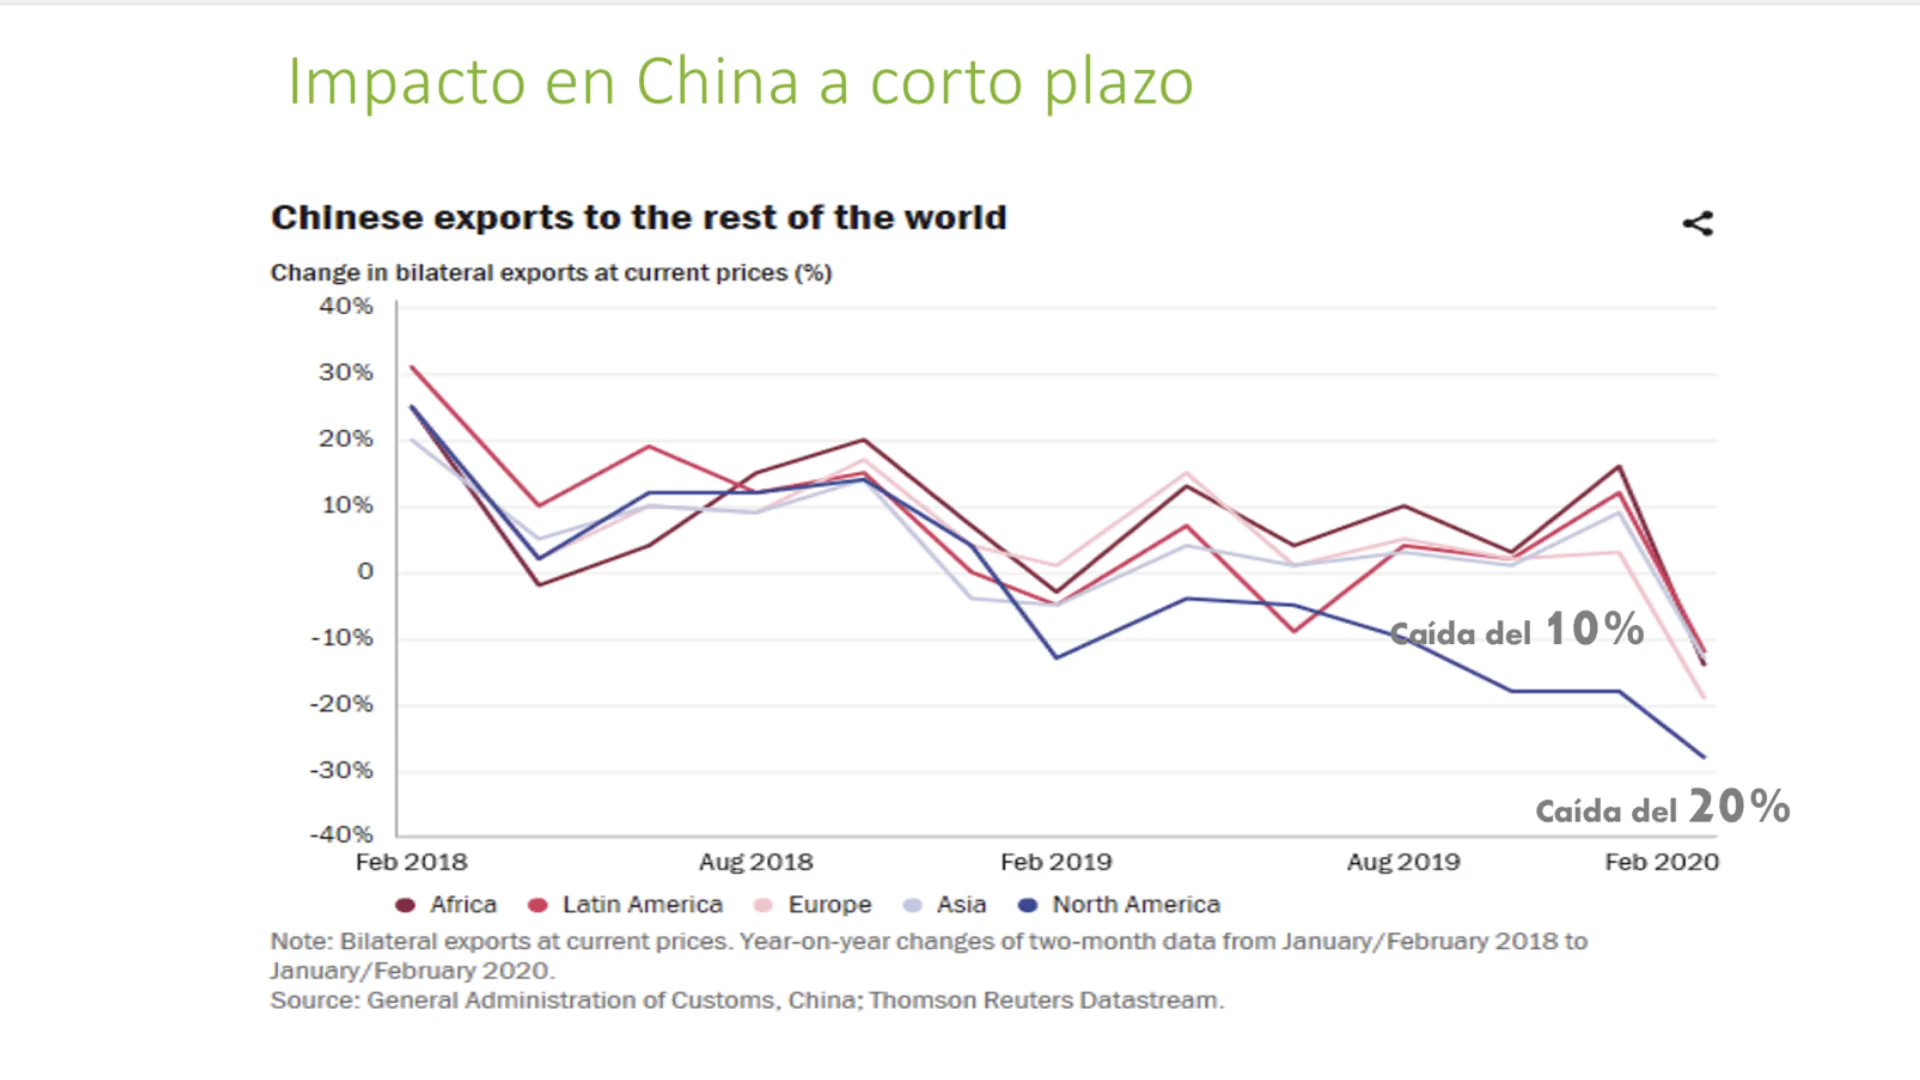 Impacto en China a corto plazo
Chinese exports to the rest of the world
Change in bilateral exports at current prices (%)
40%
30%
20%
10%
0
-10%
Caída del 10%
-20%
-30%
Caída del 20%
-40%
Feb 2018 Aug 2018 Feb 2019 Aug 2019 Feb 2020
Africa Latin America Europe Asia North America
Note: Bilateral exports at current prices. Year-on-year changes of two-month data from January/February 2018 to
January/February 2020.
Source: General Administration of Customs, China; Thomson Reuters Datastream.